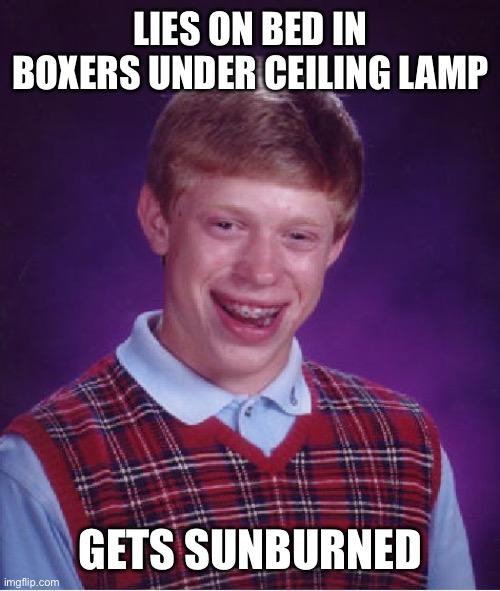 LIES ON BED IN
BOXERS UNDER CEILING LAMP
GETS SUNBURNED
imgflip.com